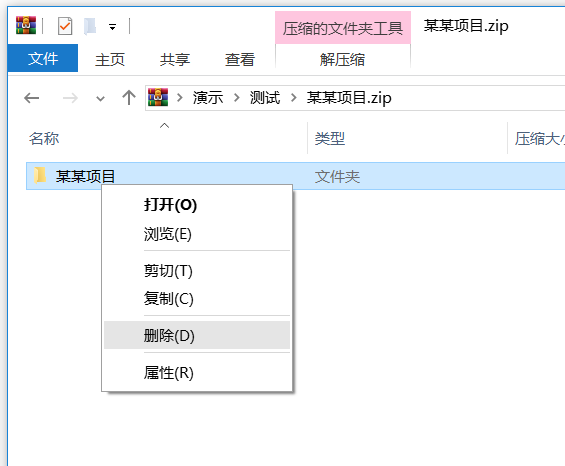 压缩的文件夹工具 某某项目.zip
文件 主页 共享 查看 解压缩
演示 测试 某某项目.zip
名称 类型 压缩大
某某项目 文件夹
打开(O)
浏览(E)
剪切(T)
复制(C)
删除(D)
属性(R)